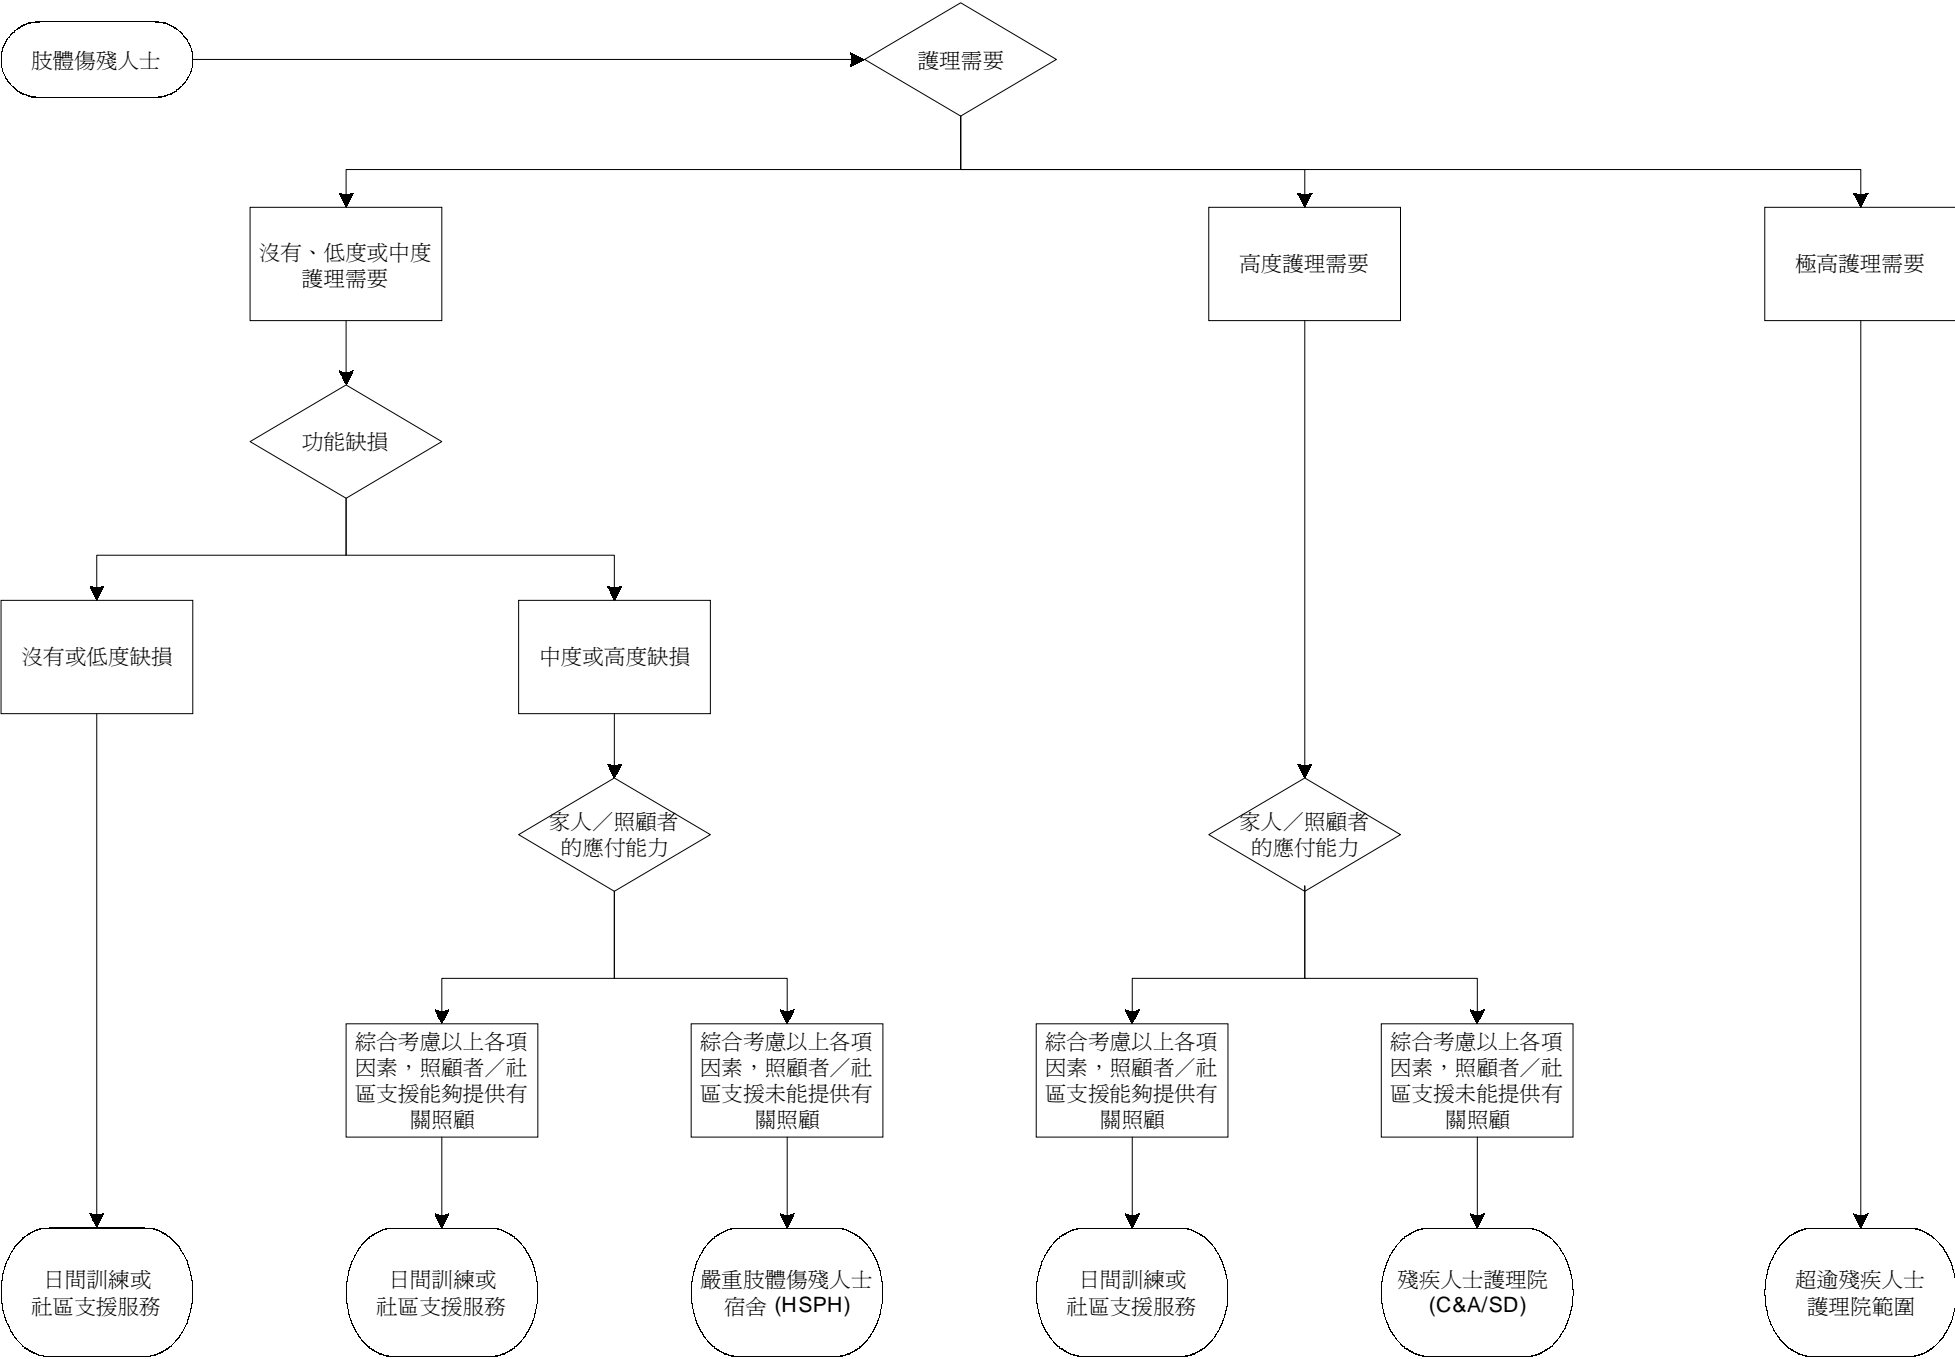 肢體傷殘人士
護理需要
沒有、低度或中度
護理需要
高度護理需要
極高護理需要
功能缺損
沒有或低度缺損
中度或高度缺損
家人／照顧者
的應付能力
家人／照顧者
的應付能力
綜合考慮以上各項
因素，照顧者／社
區支援能夠提供有
關照顧
綜合考慮以上各項
因素，照顧者／社
區支援未能提供有
關照顧
綜合考慮以上各項
因素，照顧者／社
區支援能夠提供有
關照顧
綜合考慮以上各項
因素，照顧者／社
區支援未能提供有
關照顧
日間訓練或
社區支援服務
日間訓練或
社區支援服務
嚴重肢體傷殘人士
宿舍 (HSPH)
日間訓練或
社區支援服務
殘疾人士護理院
(C&A/SD)
超逾殘疾人士
護理院範圍